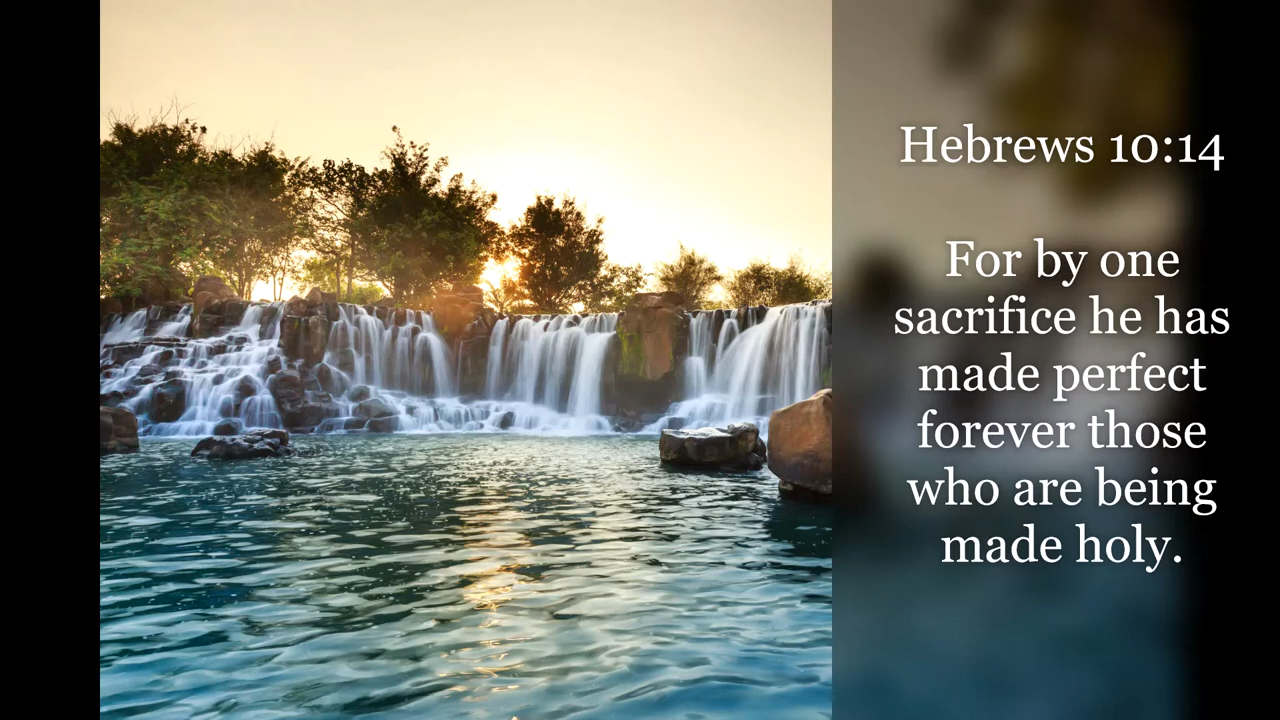 Hebrews 10:14
For by one
sacrifice he has
made perfect
forever those
who are being
made holy.